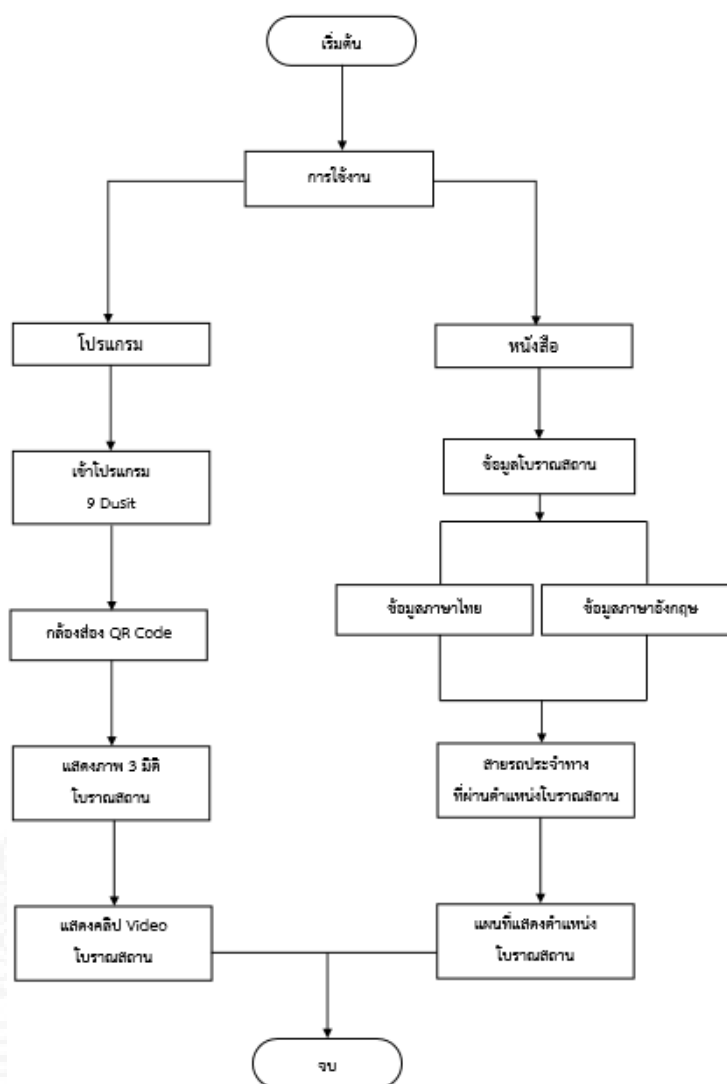 เริ่มต้น
การใช้งาน
โปรแกรม
หนังสือ
เข้าโปรแกรม
9 Dusit
ข้อมูลโบราณสถาน
ข้อมูลภาษาไทย
ข้อมูลภาษาอังกฤษ
กล้องส่อง QR Code
แสดงภาพ 3 มิติ
โบราณสถาน
สายรถประจำทาง
ที่ผ่านตำแหน่งโบราณสถาน
แสดงคลิป Video
โบราณสถาน
แผนที่แสดงตำแหน่ง
โบราณสถาน
จบ